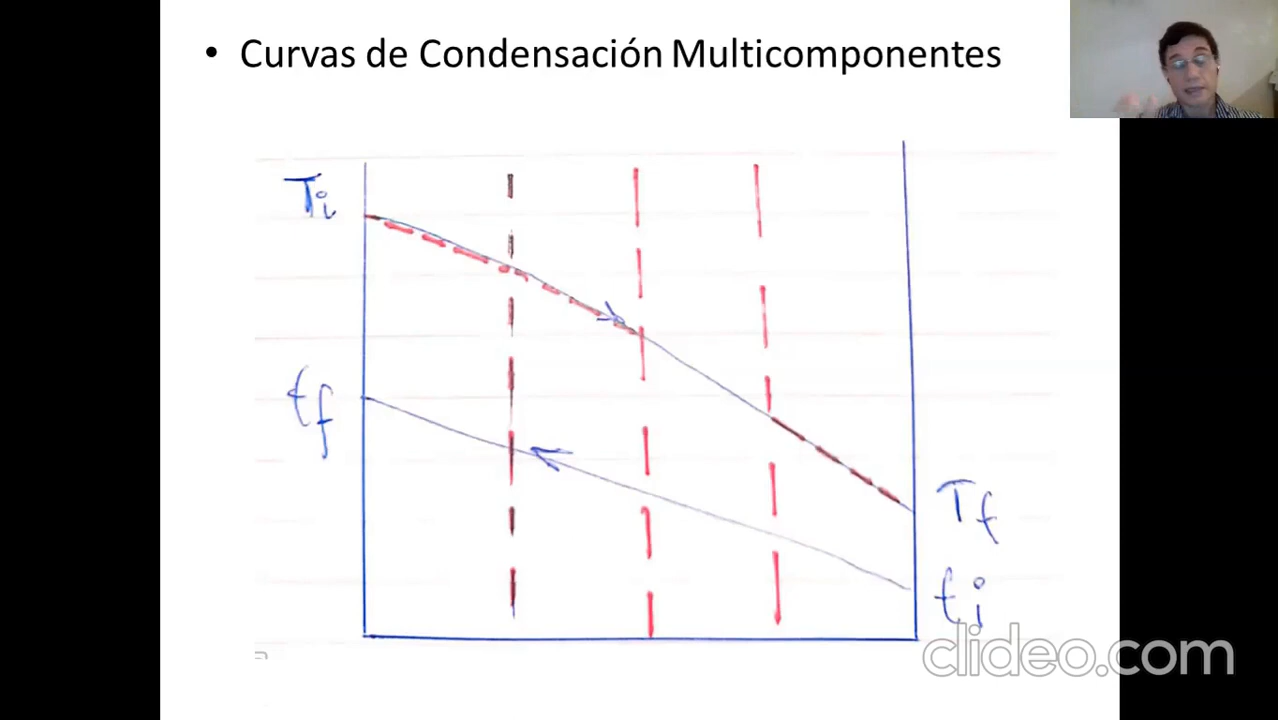 • Curvas de Condensación Multicomponentes
Ti
tf
Tf
ti
clideo.com